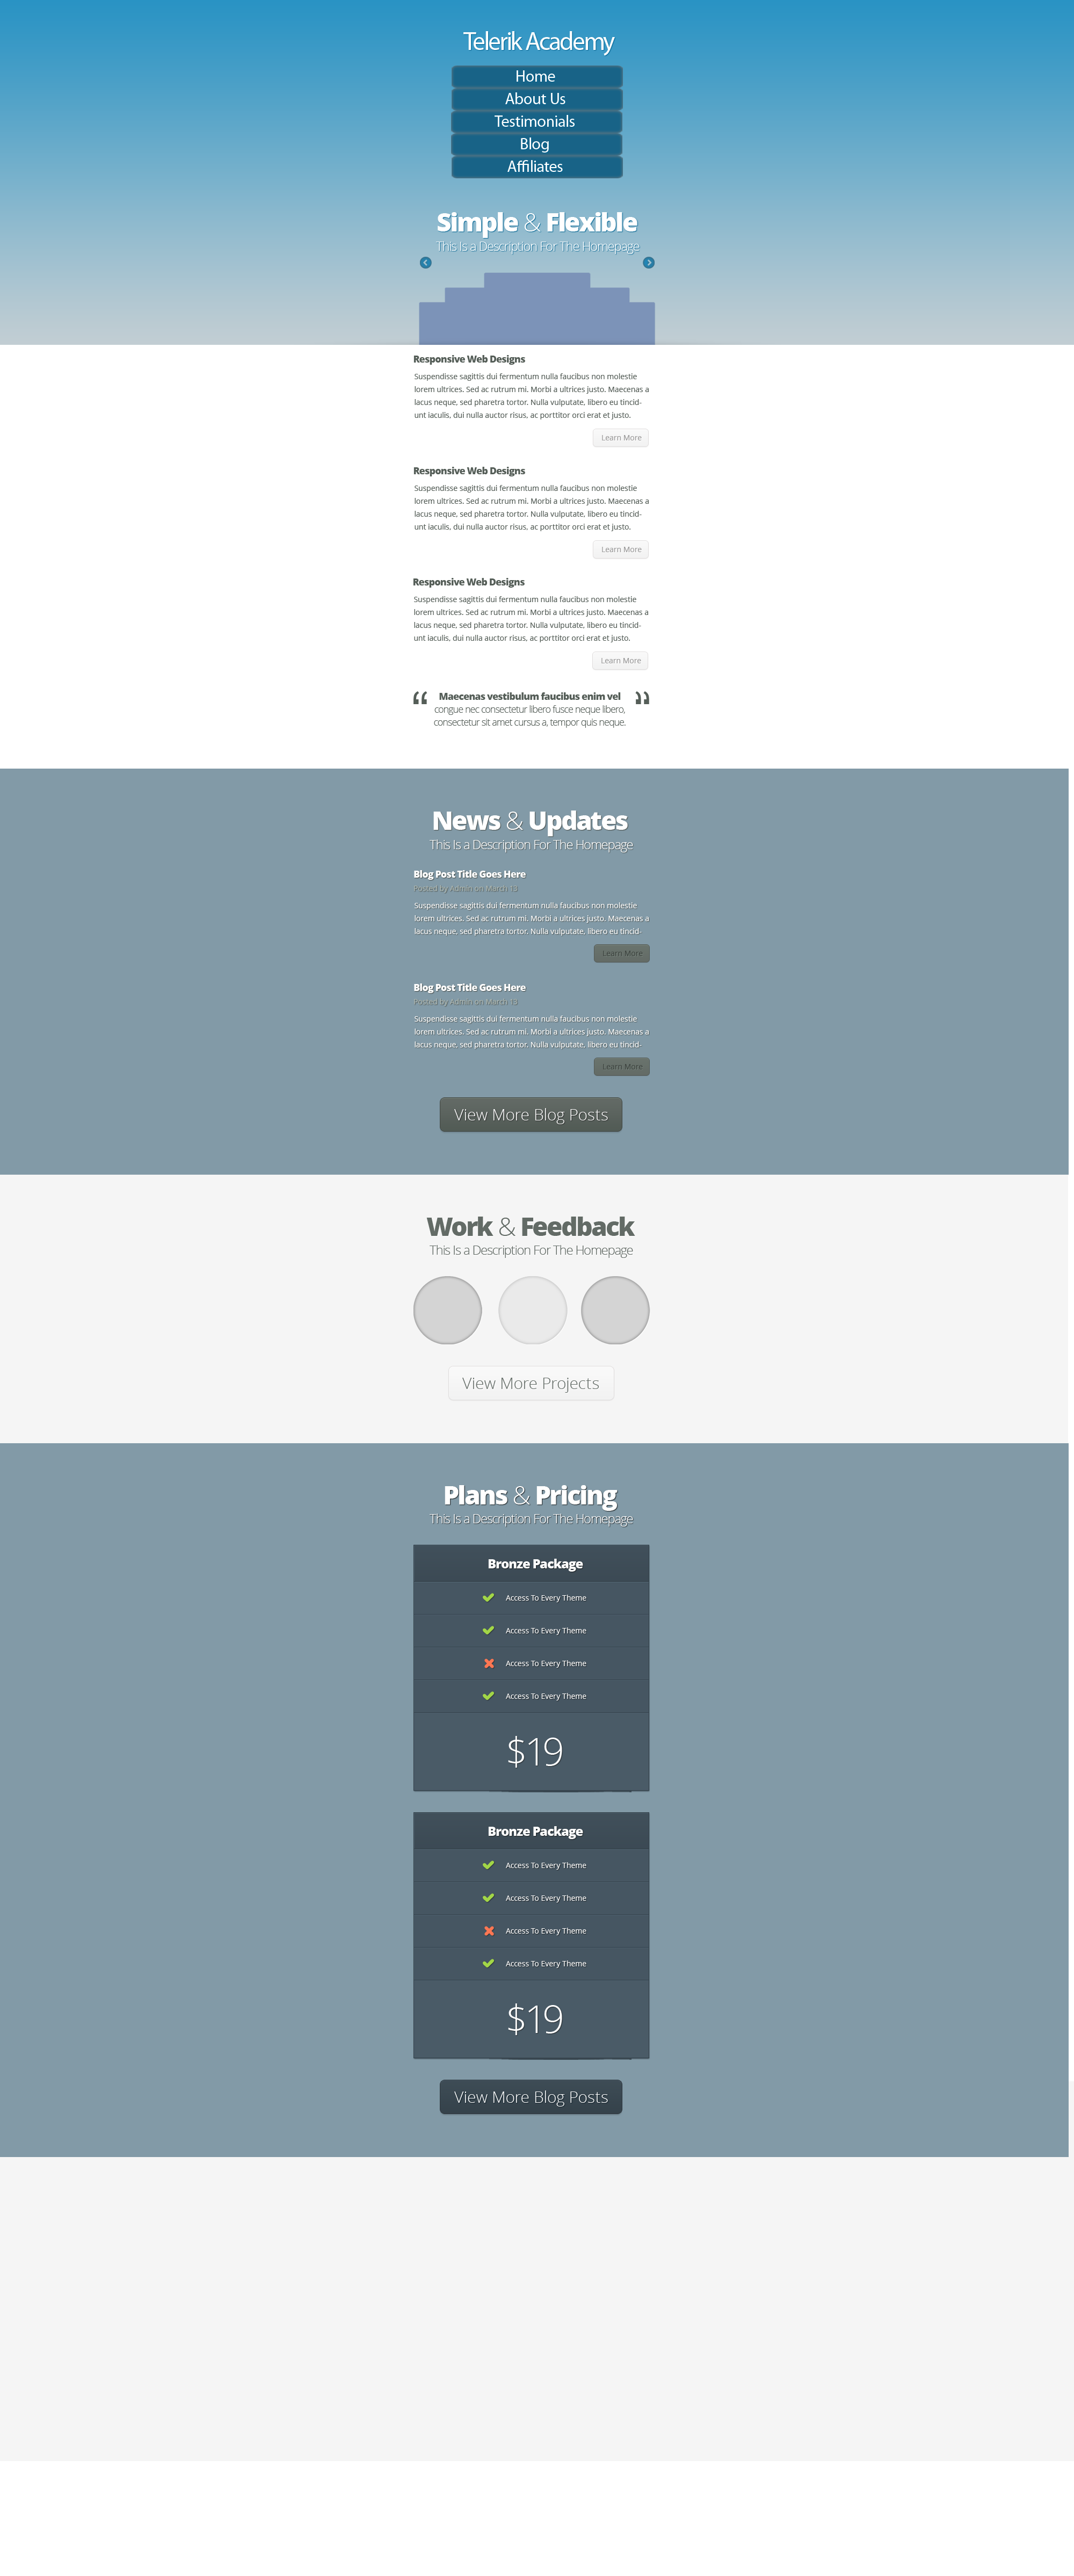 Telerik Academy
Home
About Us
Testimonials
Blog
Affiliates
Simple & Flexible
This Is a Description For The Homepage
Responsive Web Designs
Suspendisse sagittis dui fermentum nulla faucibus non molestie
lorem ultrices. Sed ac rutrum mi. Morbi a ultrices justo. Maecenas a
lacus neque, sed pharetra tortor. Nulla vulputate, libero eu tincid-
unt iaculis, dui nulla auctor risus, ac porttitor orci erat et justo.
Learn More
Responsive Web Designs
Suspendisse sagittis dui fermentum nulla faucibus non molestie
lorem ultrices. Sed ac rutrum mi. Morbi a ultrices justo. Maecenas a
lacus neque, sed pharetra tortor. Nulla vulputate, libero eu tincid-
unt iaculis, dui nulla auctor risus, ac porttitor orci erat et justo.
Learn More
Responsive Web Designs
Suspendisse sagittis dui fermentum nulla faucibus non molestie
lorem ultrices. Sed ac rutrum mi. Morbi a ultrices justo. Maecenas a
lacus neque, sed pharetra tortor. Nulla vulputate, libero eu tincid-
unt iaculis, dui nulla auctor risus, ac porttitor orci erat et justo.
Learn More
“ Maecenas vestibulum faucibus enim vel ”
congue nec consectetur libero fusce neque libero,
consectetur sit amet cursus a, tempor quis neque.
News & Updates
This Is a Description For The Homepage
Blog Post Title Goes Here
Posted by Admin on March 13
Suspendisse sagittis dui fermentum nulla faucibus non molestie
lorem ultrices. Sed ac rutrum mi. Morbi a ultrices justo. Maecenas a
lacus neque, sed pharetra tortor. Nulla vulputate, libero eu tincid-
Learn More
Blog Post Title Goes Here
Posted by Admin on March 13
Suspendisse sagittis dui fermentum nulla faucibus non molestie
lorem ultrices. Sed ac rutrum mi. Morbi a ultrices justo. Maecenas a
lacus neque, sed pharetra tortor. Nulla vulputate, libero eu tincid-
Learn More
View More Blog Posts
Work & Feedback
This Is a Description For The Homepage
View More Projects
Plans & Pricing
This Is a Description For The Homepage
Bronze Package
Access To Every Theme
Access To Every Theme
Access To Every Theme
Access To Every Theme
$19
Bronze Package
Access To Every Theme
Access To Every Theme
Access To Every Theme
Access To Every Theme
$19
View More Blog Posts